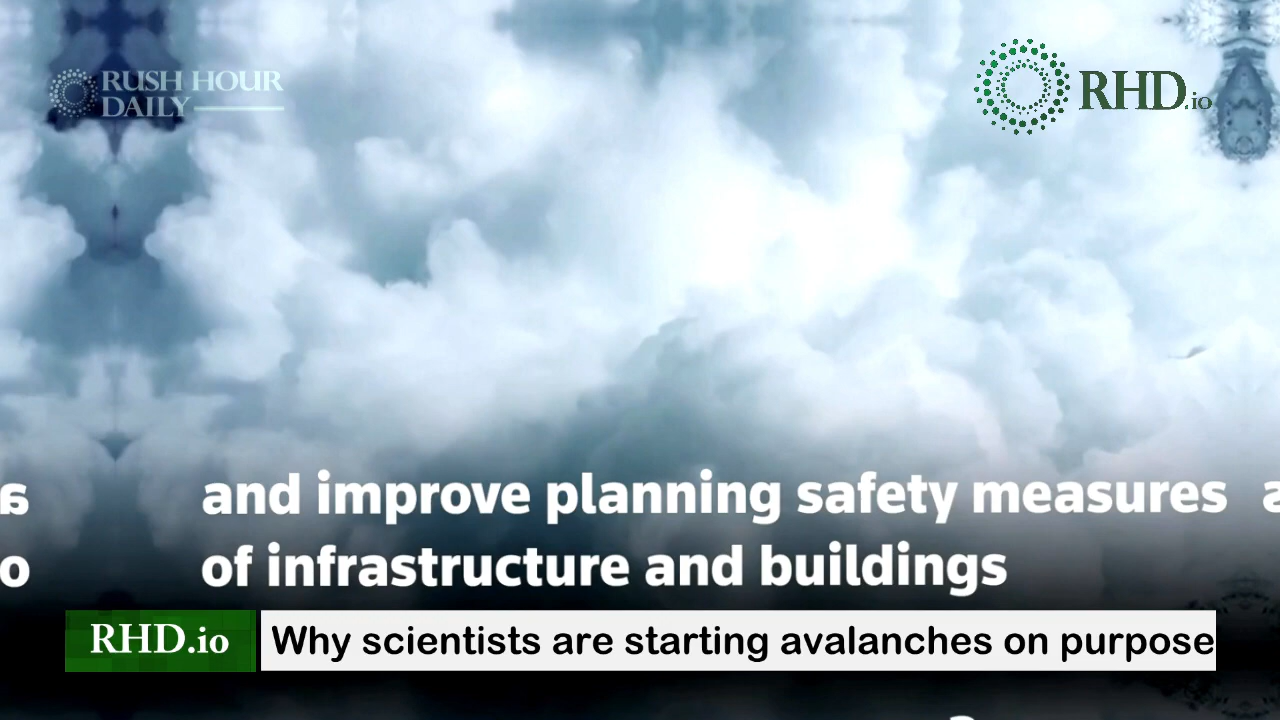 RUSH HOUR
DAILY
RHD.io
and improve planning safety measures
of infrastructure and buildings
RHD.io
Why scientists are starting avalanches on purpose